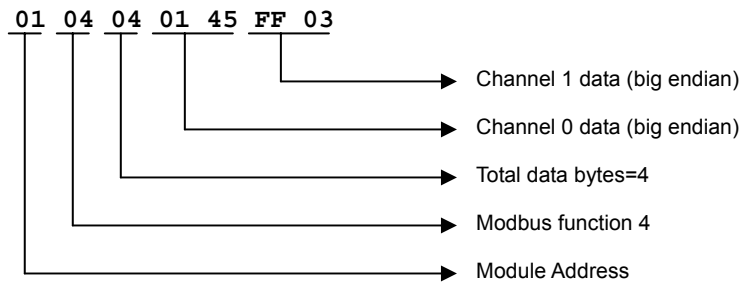 01 04 04 01 45 FF 03
Channel 1 data (big endian)
Channel 0 data (big endian)
Total data bytes=4
Modbus function 4
Module Address